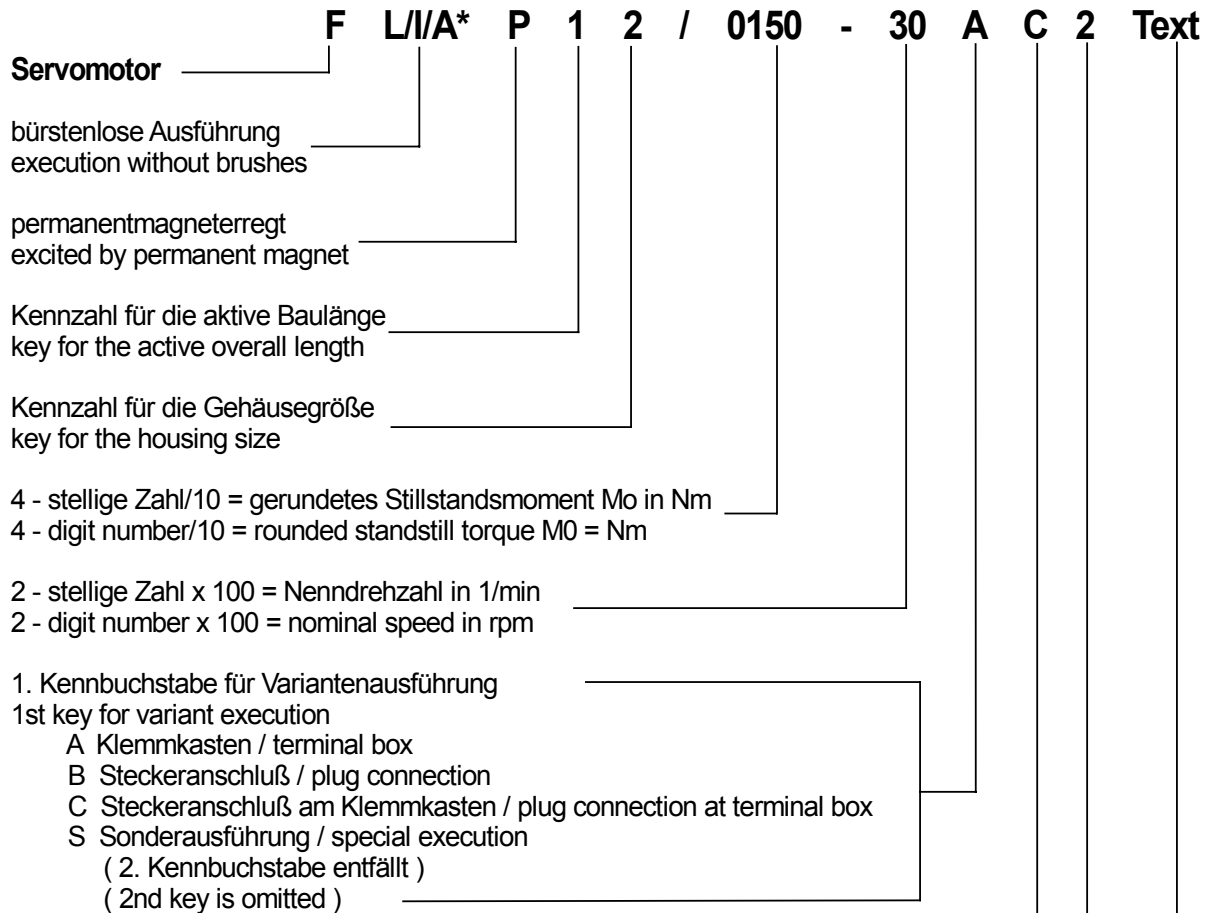 F L/I/A* P 1 2 / 0150 - 30 A C 2 Text
Servomotor
bürstenlose Ausführung
execution without brushes
permanentmagneterregt
excited by permanent magnet
Kennzahl für die aktive Baulänge
key for the active overall length
Kennzahl für die Gehäusegröße
key for the housing size
4 - stellige Zahl/10 = gerundetes Stillstandsmoment Mo in Nm
4 - digit number/10 = rounded standstill torque M0 = Nm
2 - stellige Zahl x 100 = Nenndrehzahl in 1/min
2 - digit number x 100 = nominal speed in rpm
1. Kennbuchstabe für Variantenausführung
1st key for variant execution
A Klemmkasten / terminal box
B Steckeranschluß / plug connection
C Steckeranschluß am Klemmkasten / plug connection at terminal box
S Sonderausführung / special execution
( 2. Kennbuchstabe entfällt )
( 2nd key is omitted )